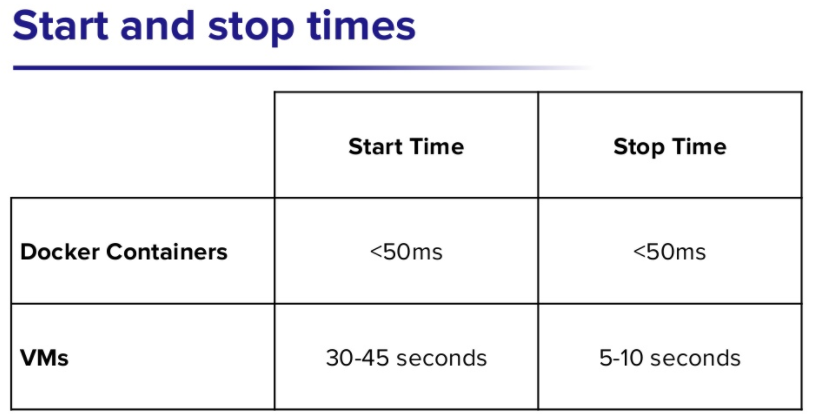 Start and stop times
Start Time Stop Time
Docker Containers <50ms <50ms
VMs 30-45 seconds 5-10 seconds